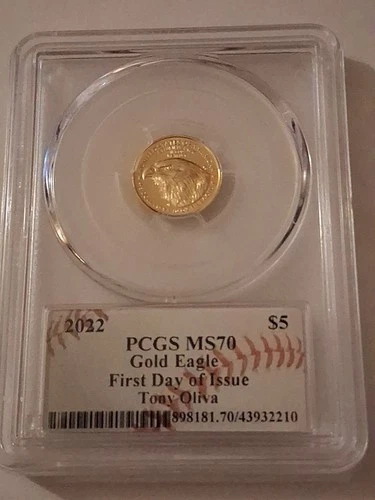 2022 $5
PCGS MS70
Gold Eagle
First Day of Issue
Tony Oliva
898181.70/43932210